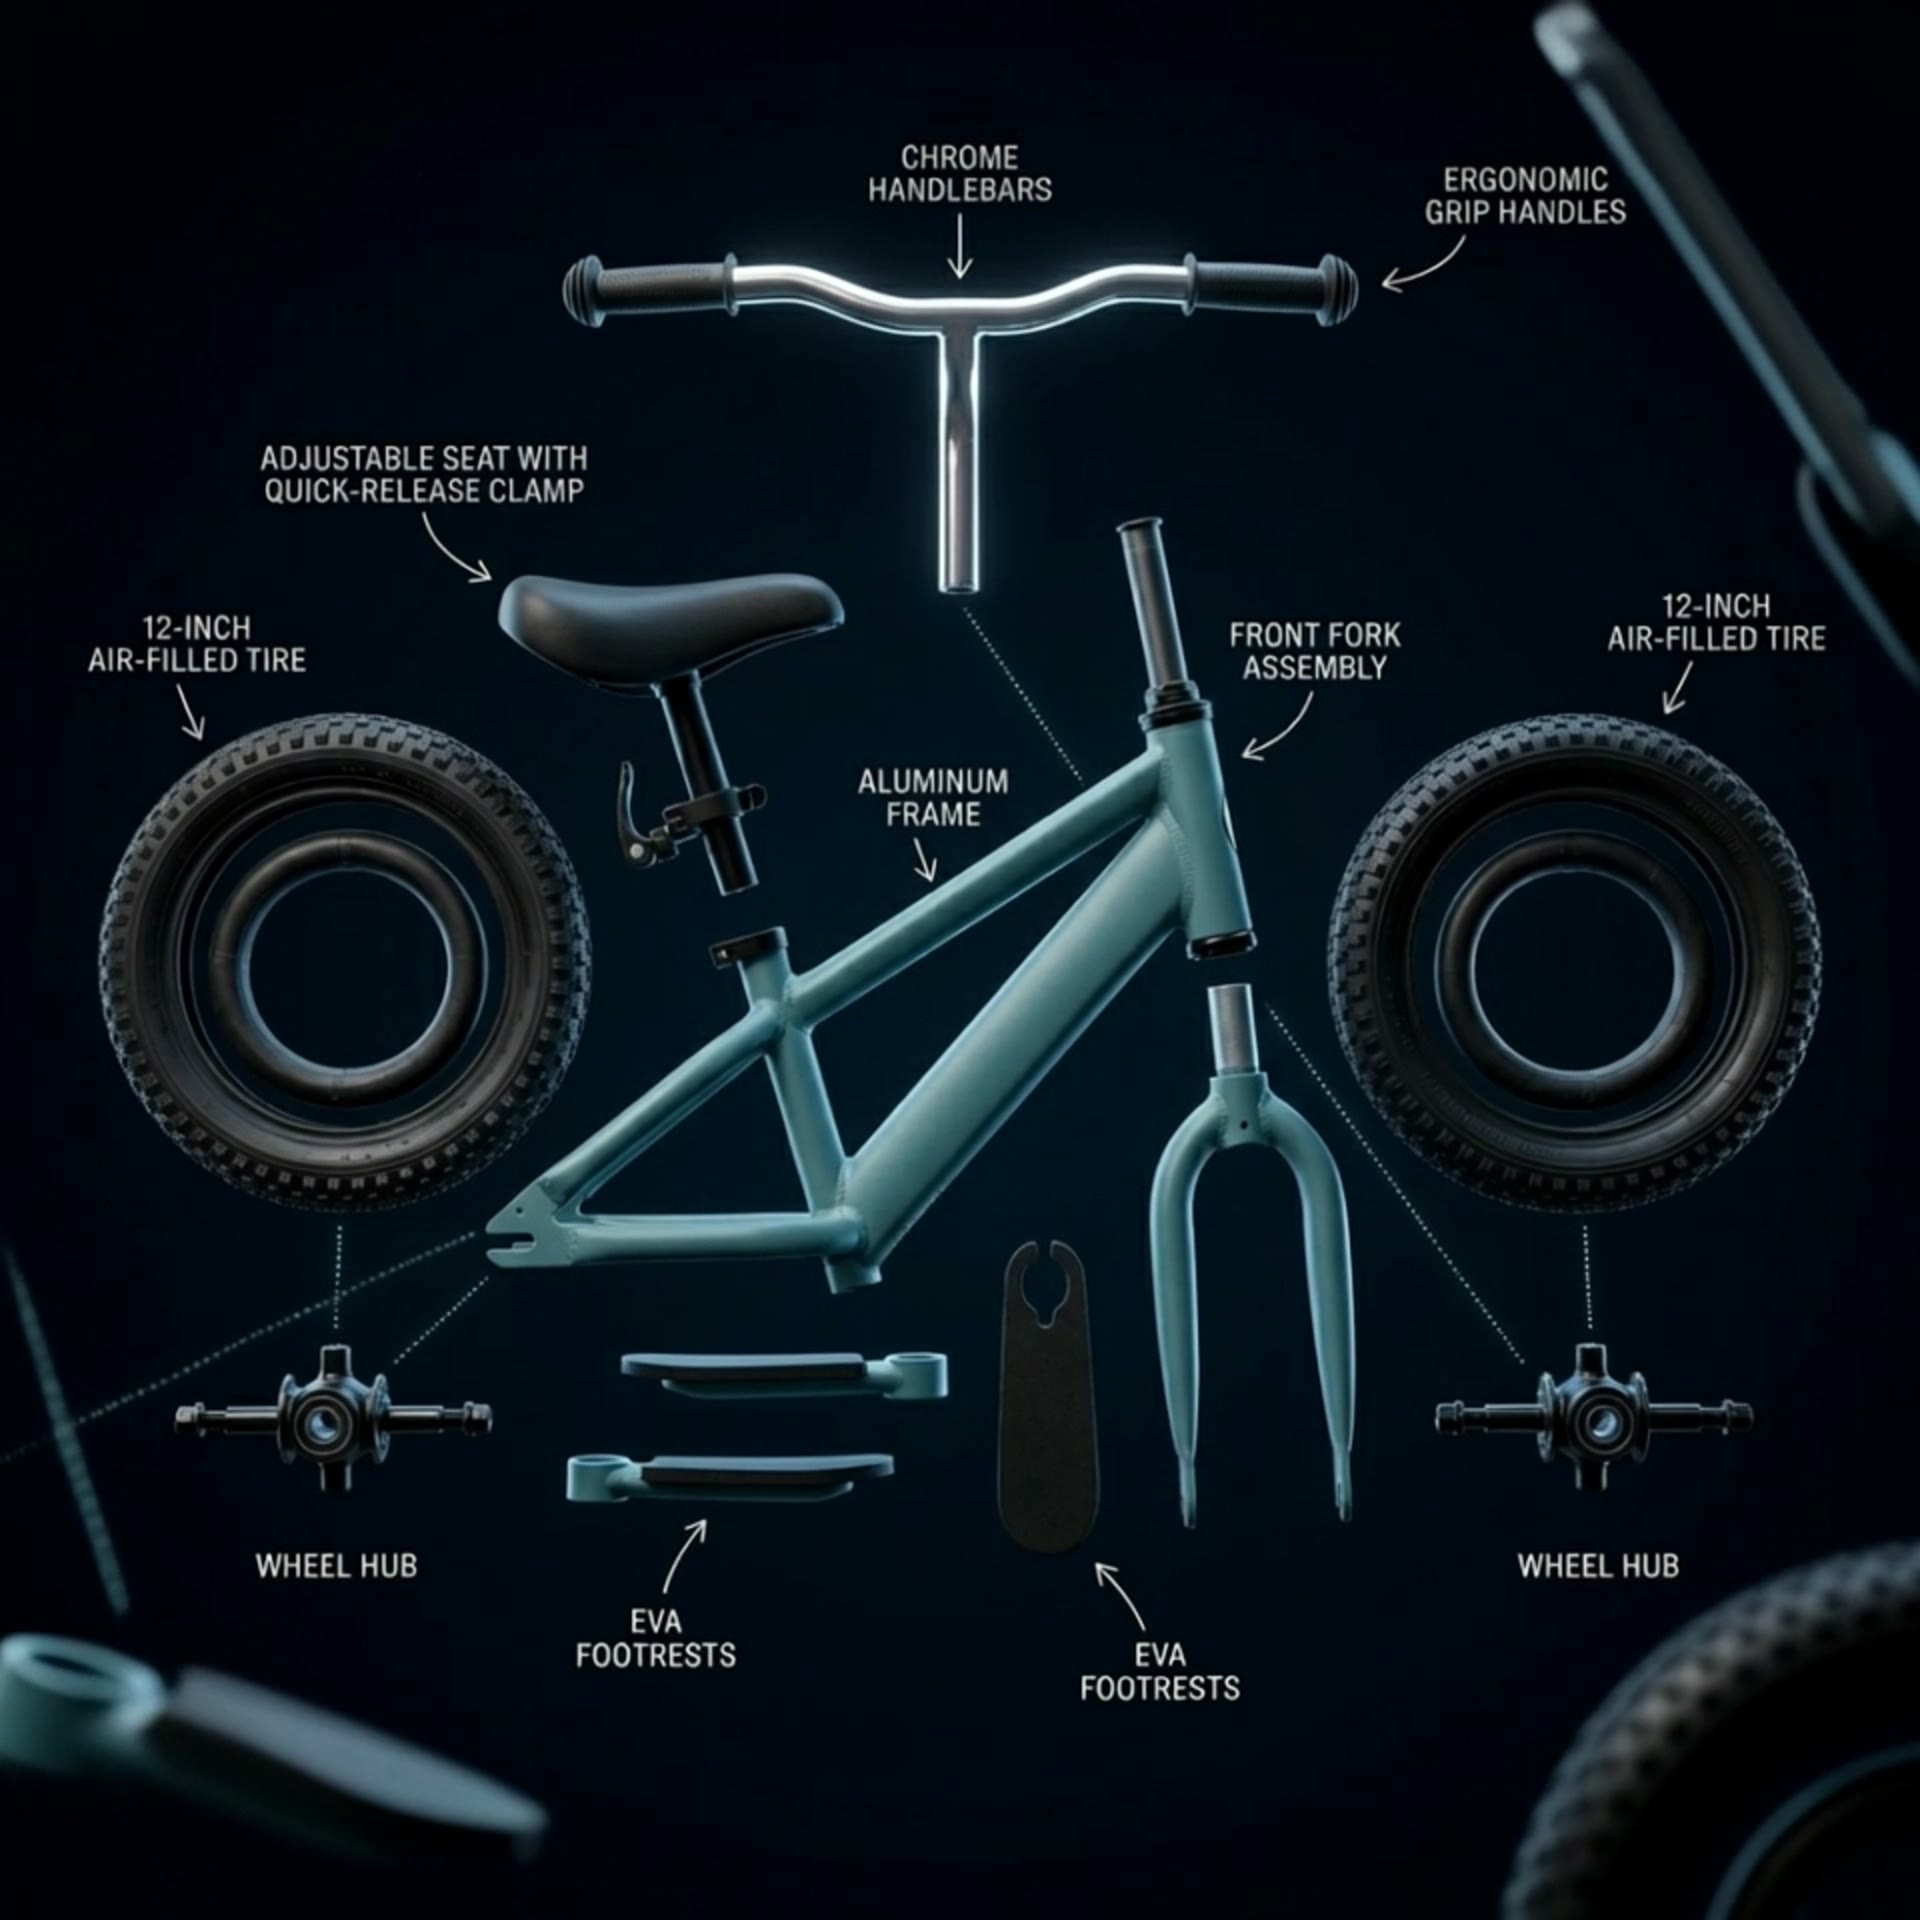 CHROME
HANDLEBARS
ERGONOMIC
GRIP HANDLES
ADJUSTABLE SEAT WITH
QUICK-RELEASE CLAMP
12-INCH
AIR-FILLED TIRE
FRONT FORK
ASSEMBLY
12-INCH
AIR-FILLED TIRE
ALUMINUM
FRAME
WHEEL HUB
WHEEL HUB
EVA
FOOTRESTS
EVA
FOOTRESTS